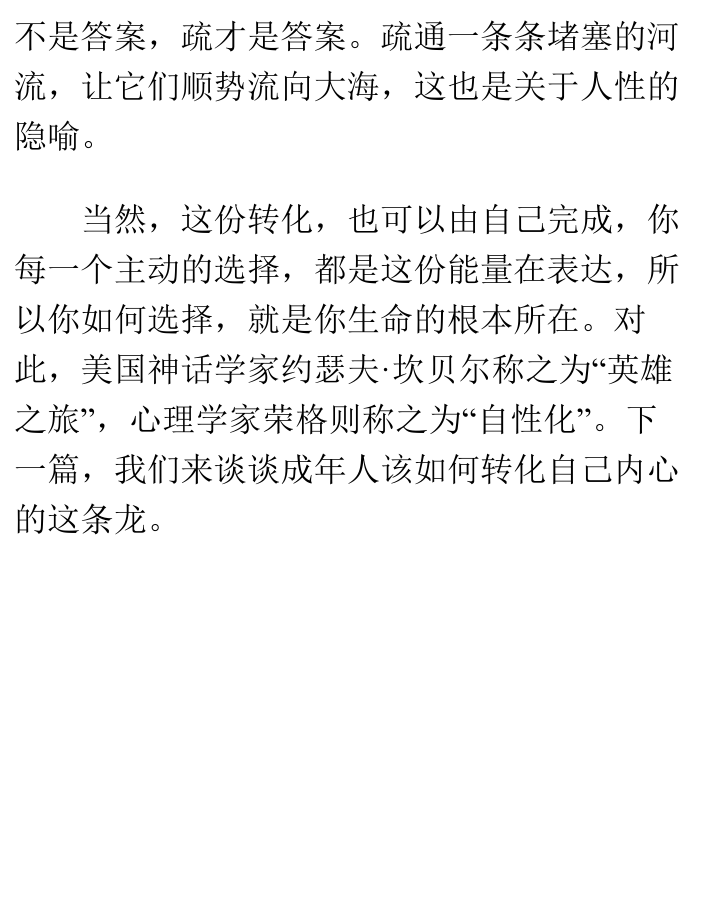 不是答案，疏才是答案。疏通一条条堵塞的河
流，让它们顺势流向大海，这也是关于人性的
隐喻。
当然，这份转化，也可以由自己完成，你
每一个主动的选择，都是这份能量在表达，所
以你如何选择，就是你生命的根本所在。对
此，美国神话学家约瑟夫·坎贝尔称之为“英雄
之旅”，心理学家荣格则称之为“自性化”。下
一篇，我们来谈谈成年人该如何转化自己内心
的这条龙。